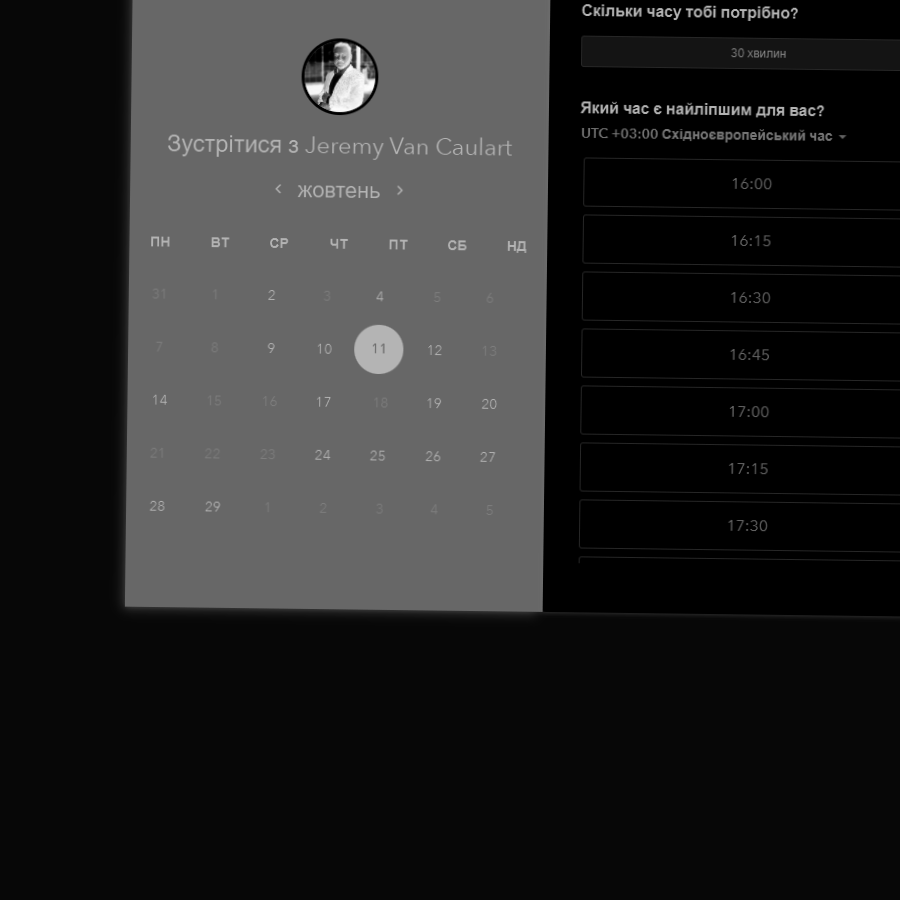 Зустрітися з Jeremy Van Caulart
жовтень
ПН ВТ СР ЧТ ПТ СБ НД
31 1 2 3 4 5 6
7 8 9 10 11 12 13
14 15 16 17 18 19 20
21 22 23 24 25 26 27
28 29 1 2 3 4 5
Скільки часу тобі потрібно?
30 хвилин
Який час є найліпшим для вас?
UTC +03:00 Східноєвропейський час
16:00
16:15
16:30
16:45
17:00
17:15
17:30